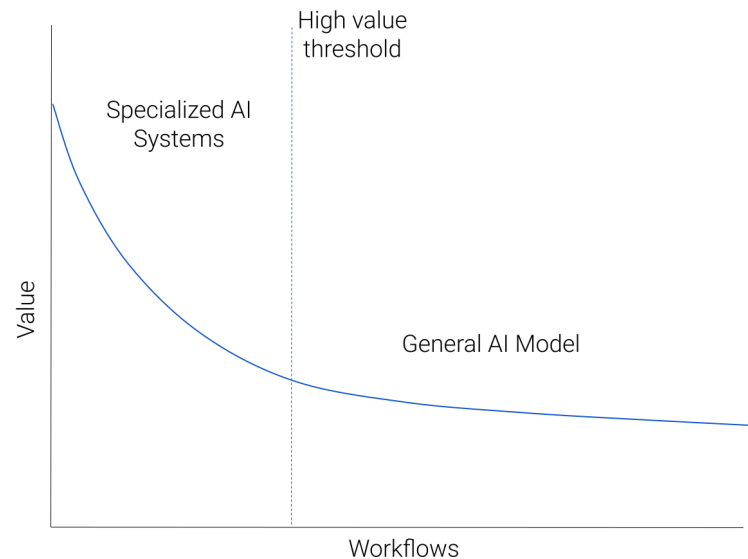 High value
threshold
Specialized AI
Systems
Value
General AI Model
Workflows